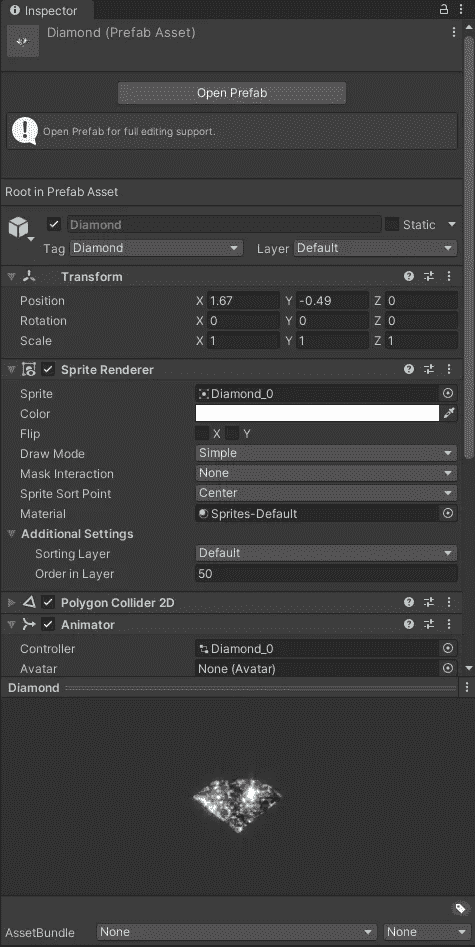 Inspector
Diamond (Prefab Asset)
Open Prefab
Open Prefab for full editing support.
Root in Prefab Asset
Diamond Static
Tag Diamond Layer Default
Transform
Position X 1.67 Y -0.49 Z 0
Rotation X 0 Y 0 Z 0
Scale X 1 Y 1 Z 1
Sprite Renderer
Sprite Diamond_0
Color
Flip X Y
Draw Mode Simple
Mask Interaction None
Sprite Sort Point Center
Material Sprites-Default
Additional Settings
Sorting Layer Default
Order in Layer 50
Polygon Collider 2D
Animator
Controller Diamond_0
Avatar None (Avatar)
Diamond
AssetBundle None None